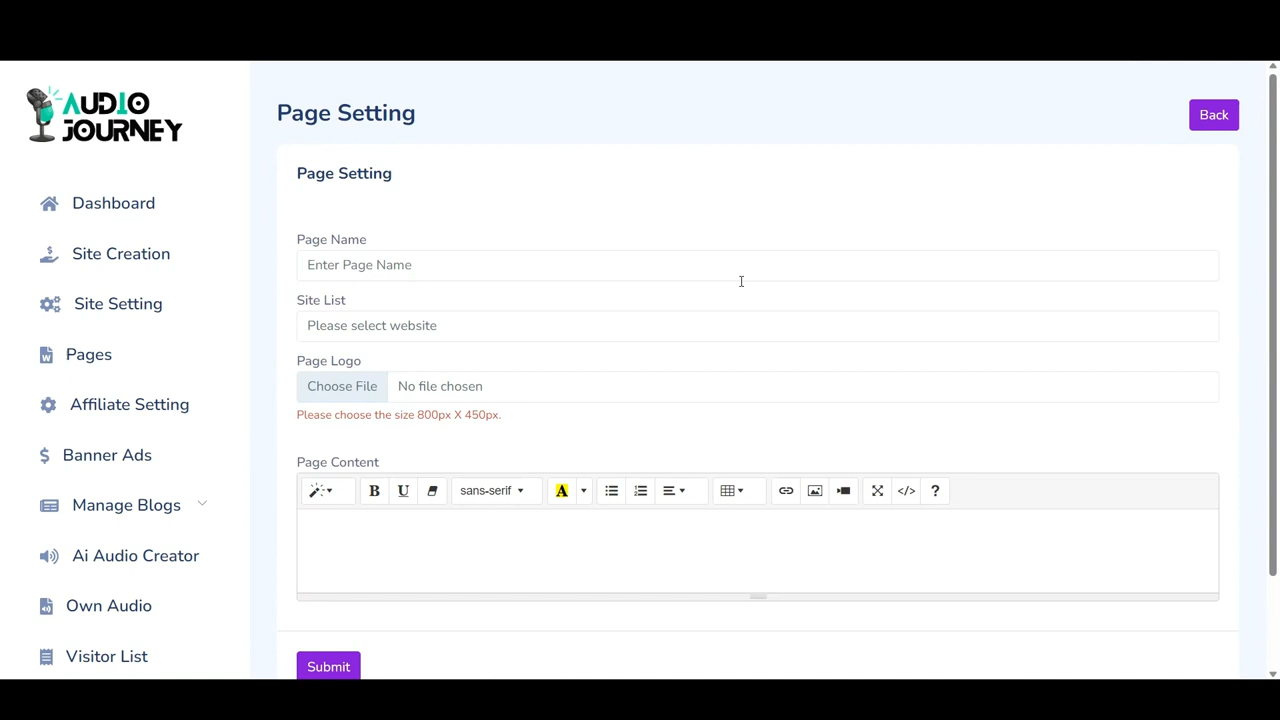 AUDIO
JOURNEY
Dashboard
Site Creation
Site Setting
Pages
Affiliate Setting
Banner Ads
Manage Blogs
Ai Audio Creator
Own Audio
Visitor List
Page Setting
Back
Page Setting
Page Name
Enter Page Name
Site List
Please select website
Page Logo
Choose File No file chosen
Please choose the size 800px X 450px.
Page Content
B U sans-serif A </> ?
Submit